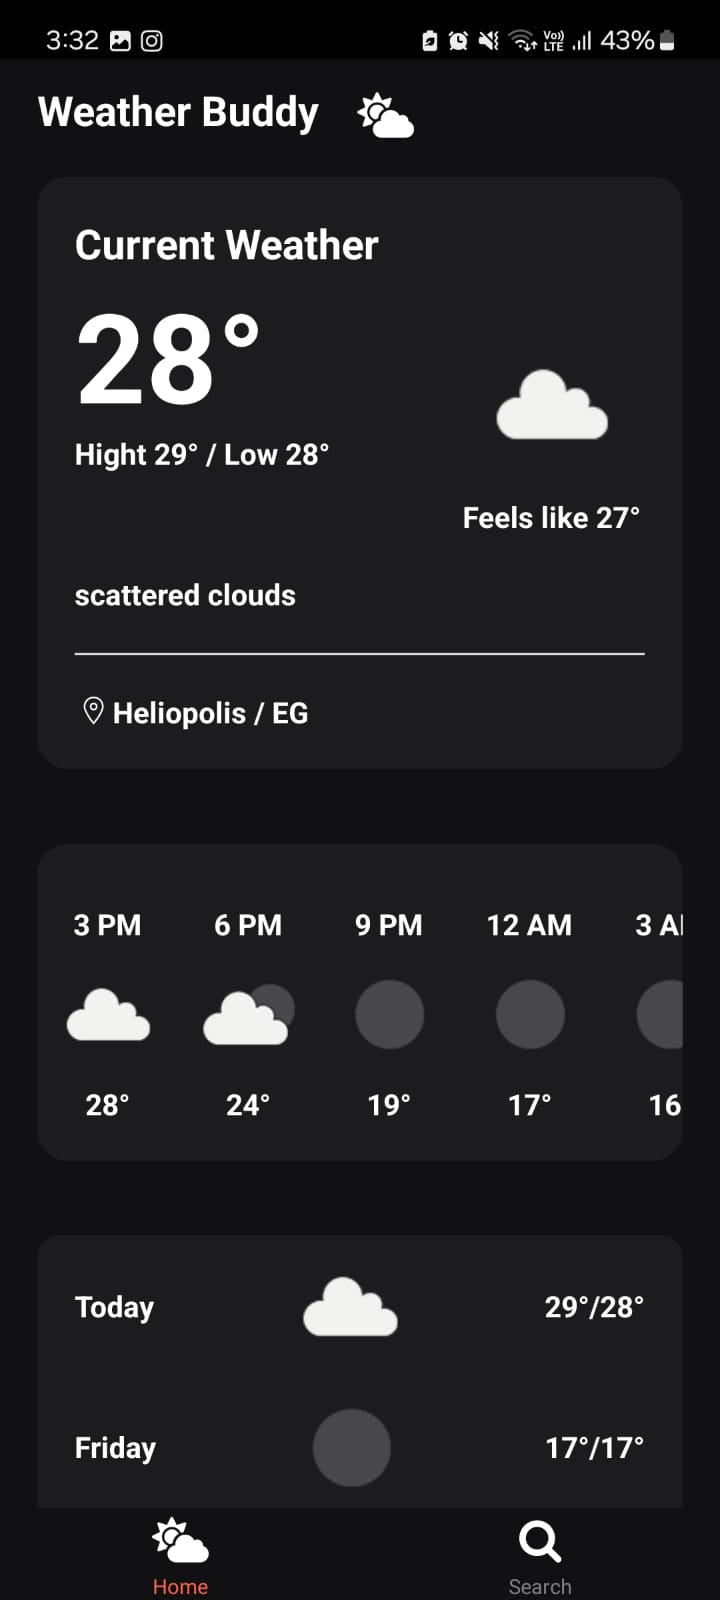 3:32 Vo)) LTE 43%
Weather Buddy
Current Weather
28°
Hight 29° / Low 28°
Feels like 27°
scattered clouds
Heliopolis / EG
3 PM 6 PM 9 PM 12 AM 3 A
28° 24° 19° 17° 16
Today 29°/28°
Friday 17°/17°
Home Search